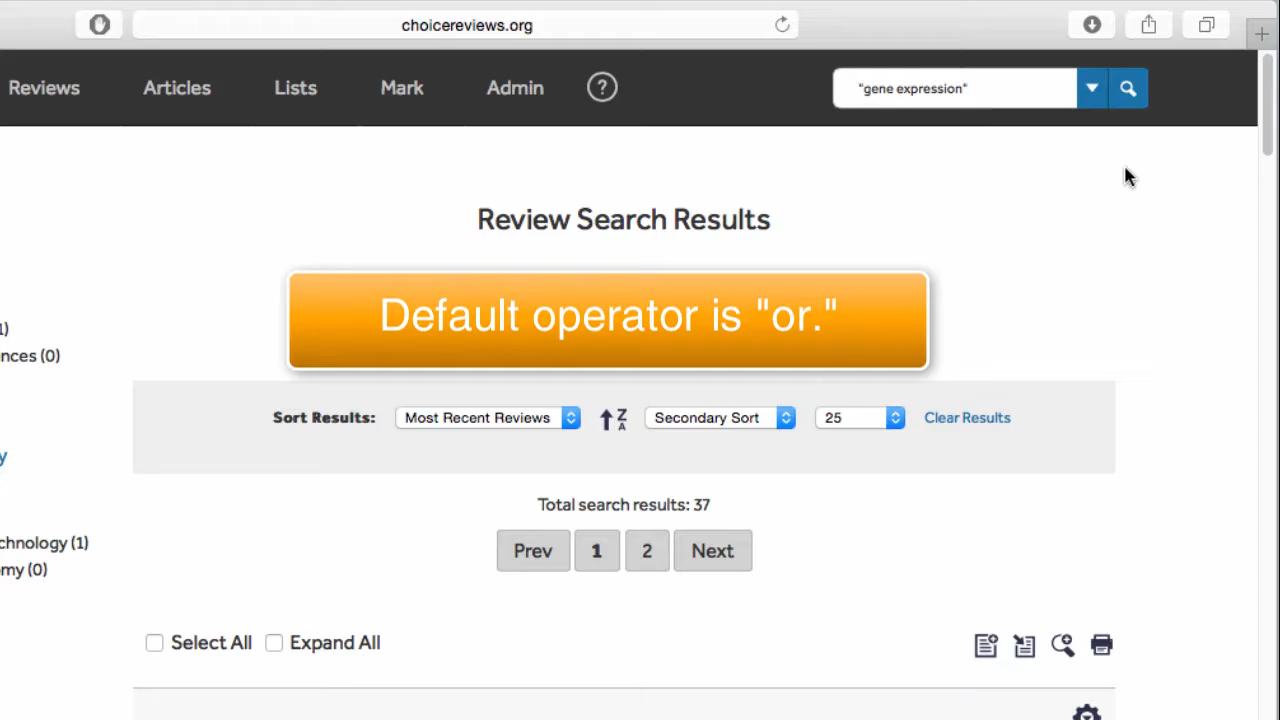 choicereviews.org
Reviews Articles Lists Mark Admin ?
"gene expression"
Review Search Results
Default operator is "or."
1)
nces (0)
Sort Results: Most Recent Reviews Z A Secondary Sort 25 Clear Results
y
Total search results: 37
Prev 1 2 Next
chnology (1)
my (0)
Select All Expand All